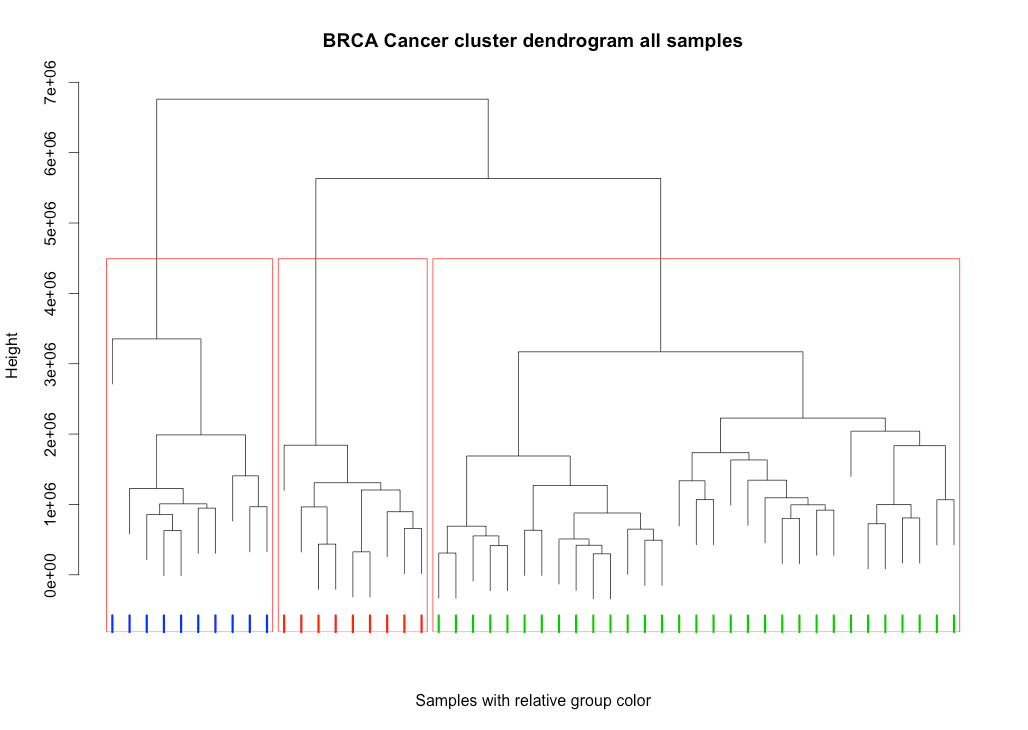 BRCA Cancer cluster dendrogram all samples
7e+06
6e+06
5e+06
4e+06
3e+06
2e+06
1e+06
0e+00
Height
Samples with relative group color